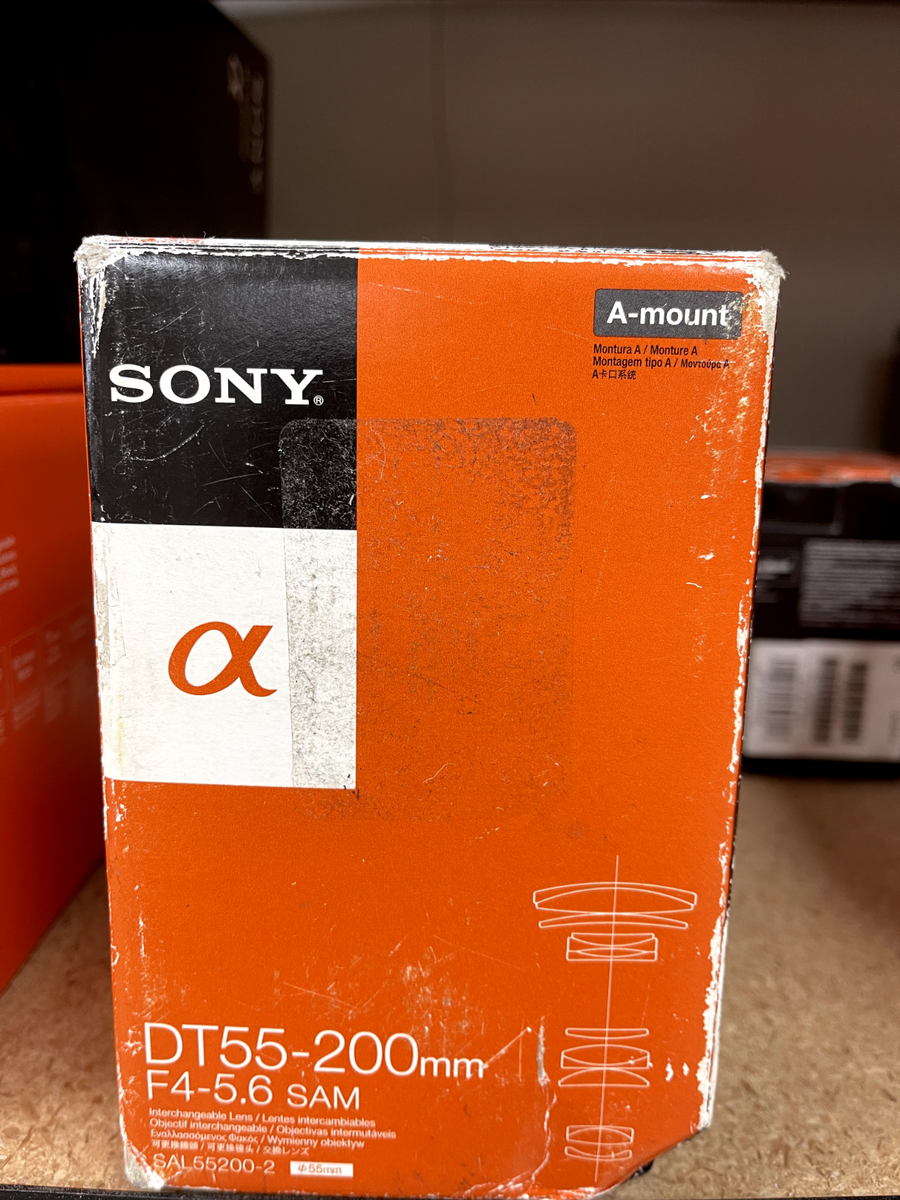 SONY®
α
A-mount
Montura A / Monture A
Montagem tipo A / Μοντούρα Α
A卡口系统
DT55-200mm
F4-5.6 SAM
Interchangeable Lens / Lentes intercambiables
Objectif interchangeable / Objectivas intermutáveis
Εναλλασσόμενος Φακός / Wymienny obiektyw
可更換鏡頭 / 可更换镜头 / 交換レンズ
SAL55200-2 ϕ55mm